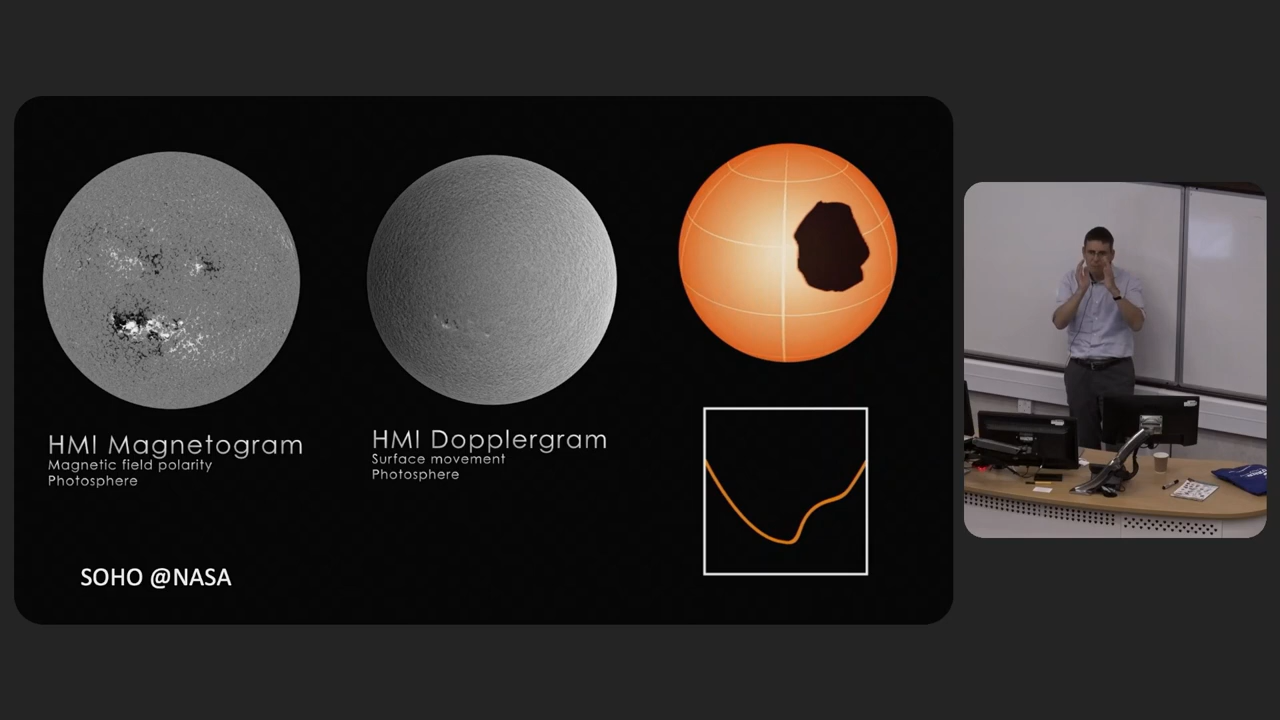 HMI Magnetogram
Magnetic field polarity
Photosphere
HMI Dopplergram
Surface movement
Photosphere
SOHO @NASA